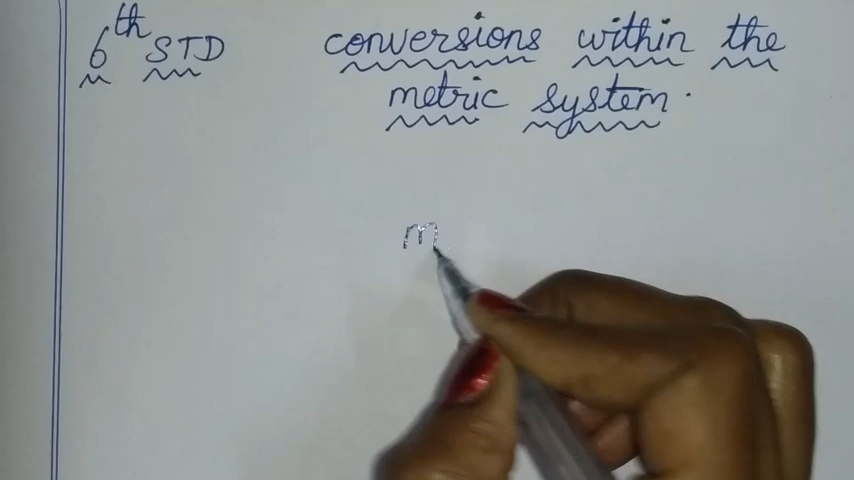 6th STD
conversions within the
metric system.
m